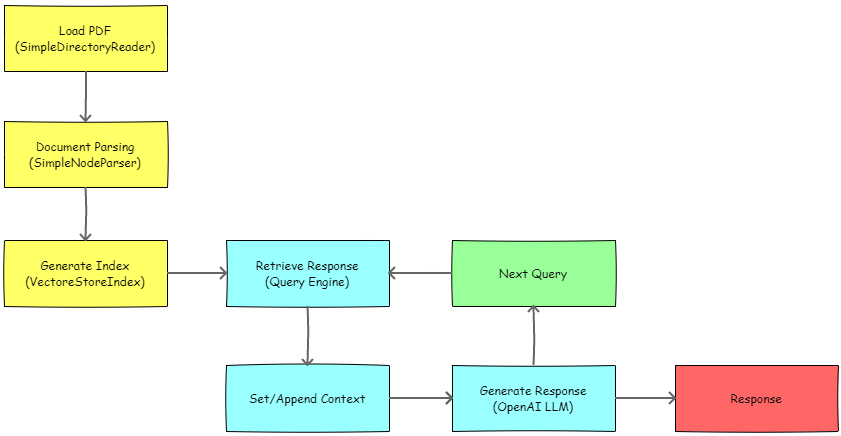 Load PDF
(SimpleDirectoryReader)
Document Parsing
(SimpleNodeParser)
Generate Index
(VectoreStoreIndex)
Retrieve Response
(Query Engine)
Next Query
Set/Append Context
Generate Response
(OpenAI LLM)
Response